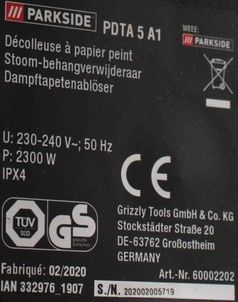 PARKSIDE PDTA 5 A1
WEEE:
PARKSIDE
Décolleuse à papier peint
Stoom-behangverwijderaar
Dampftapetenablöser
U: 230-240 V~; 50 Hz
P: 2300 W
IPX4
CE
TÜV
SÜD
GS
geprüfte
Sicherheit
Grizzly Tools GmbH & Co. KG
Stockstädter Straße 20
DE-63762 Großostheim
GERMANY
Fabriqué: 02/2020
Art.-Nr. 60002202
IAN 332976_1907
S./N. 202002005719